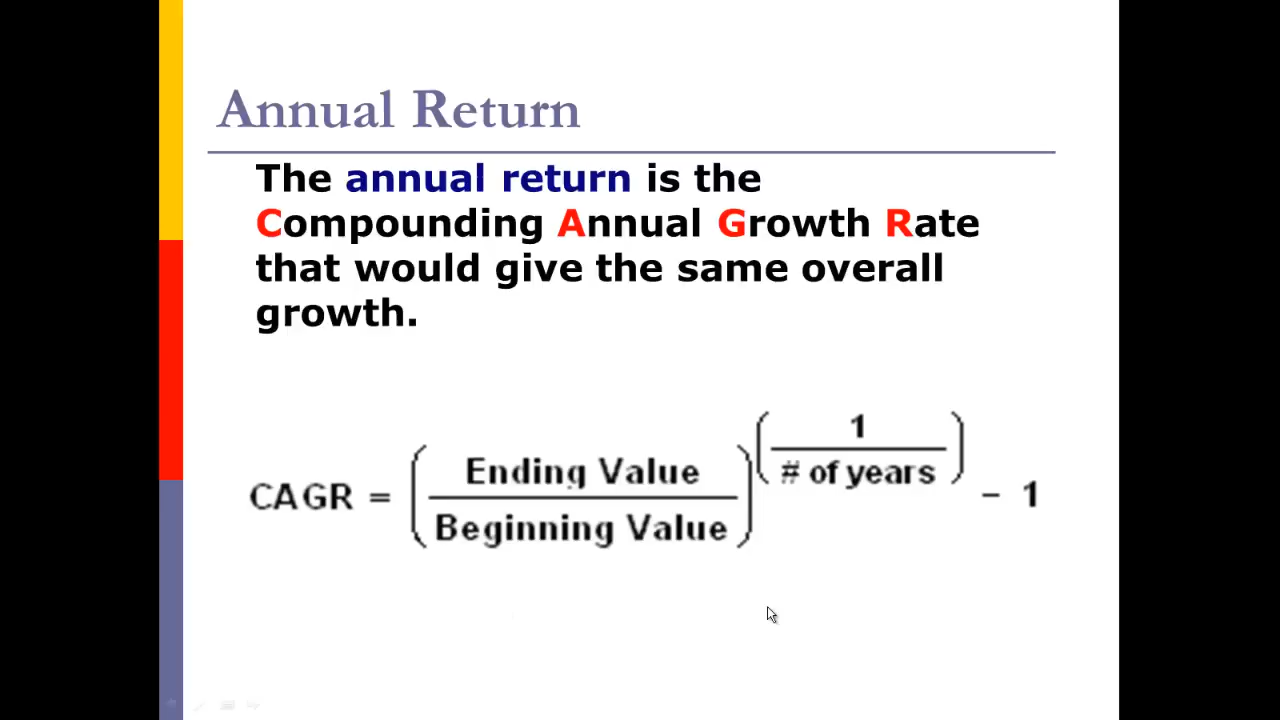 Annual Return
The annual return is the
Compounding Annual Growth Rate
that would give the same overall
growth.
1
Ending Value
# of years
CAGR = – 1
Beginning Value